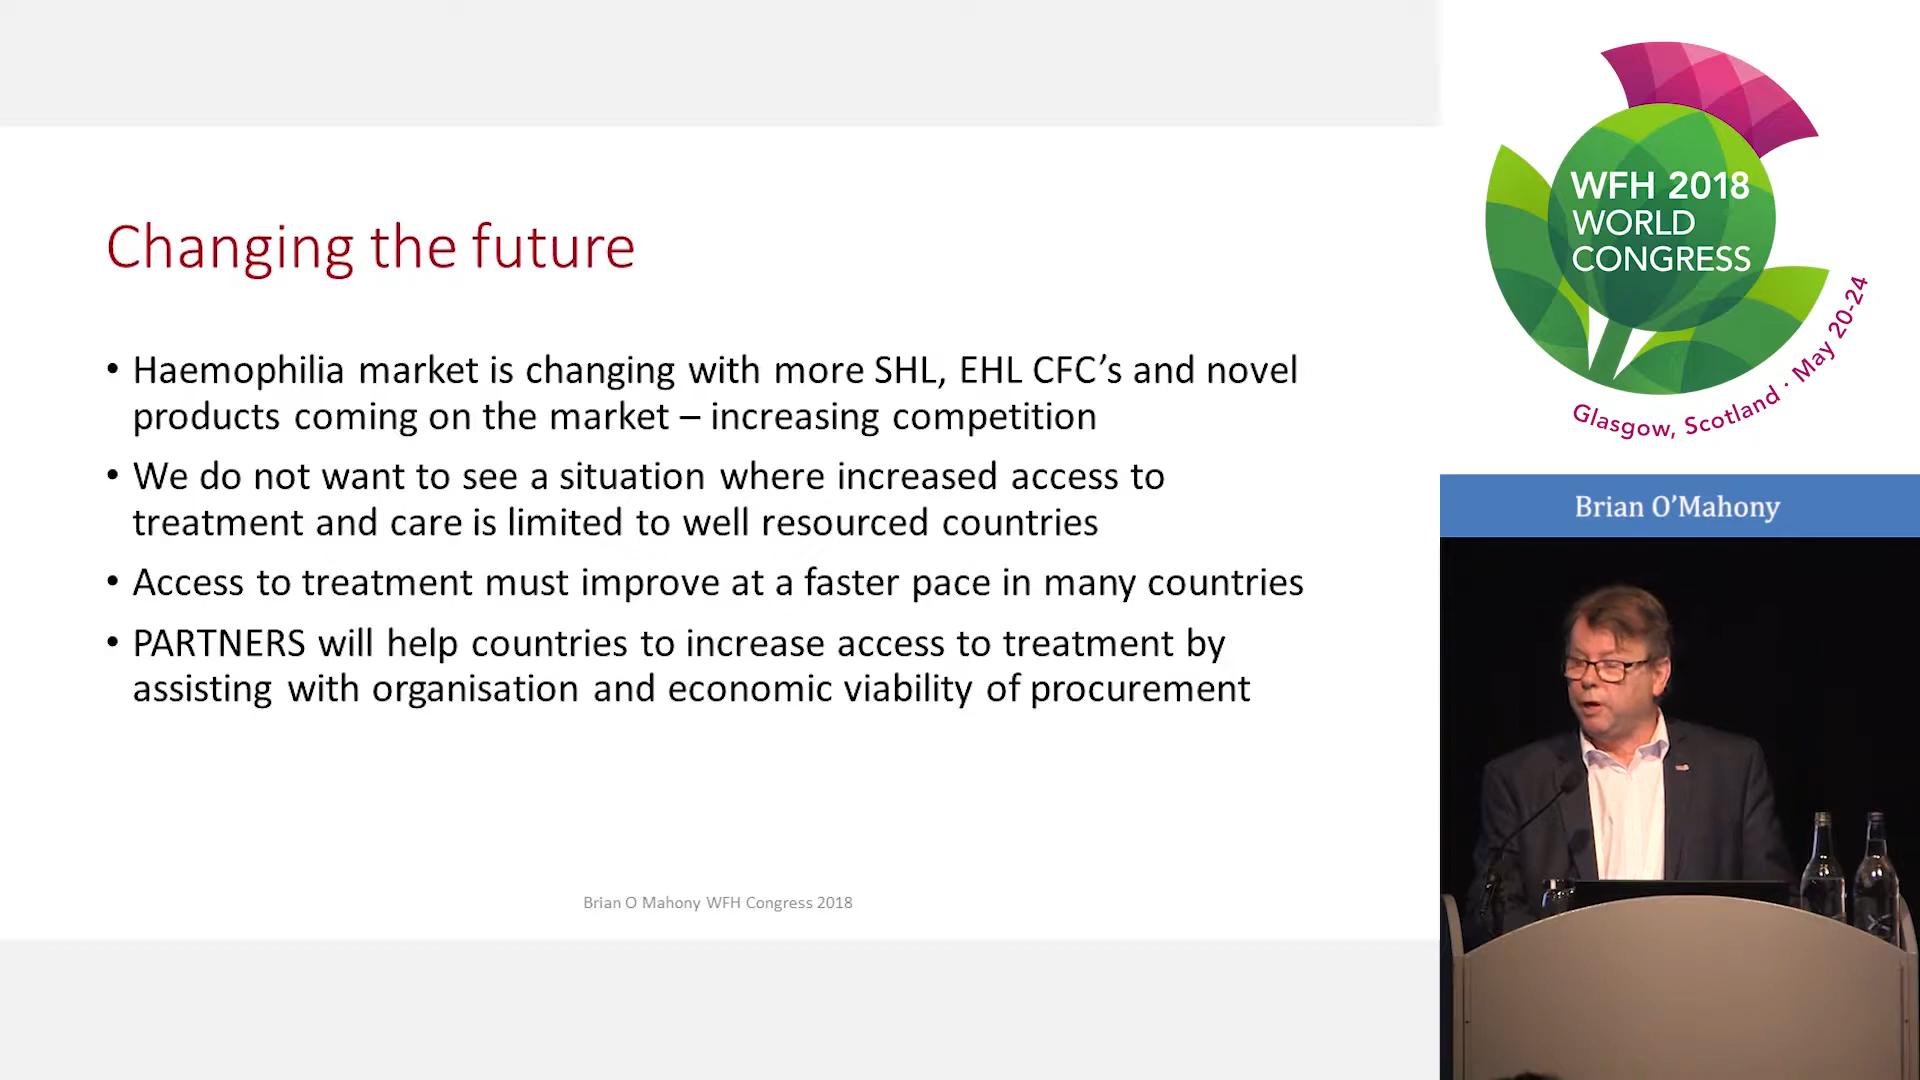 Changing the future
• Haemophilia market is changing with more SHL, EHL CFC’s and novel
products coming on the market – increasing competition
• We do not want to see a situation where increased access to
treatment and care is limited to well resourced countries
• Access to treatment must improve at a faster pace in many countries
• PARTNERS will help countries to increase access to treatment by
assisting with organisation and economic viability of procurement
Brian O Mahony WFH Congress 2018
WFH 2018
WORLD
CONGRESS
Glasgow, Scotland · May 20-24
Brian O’Mahony